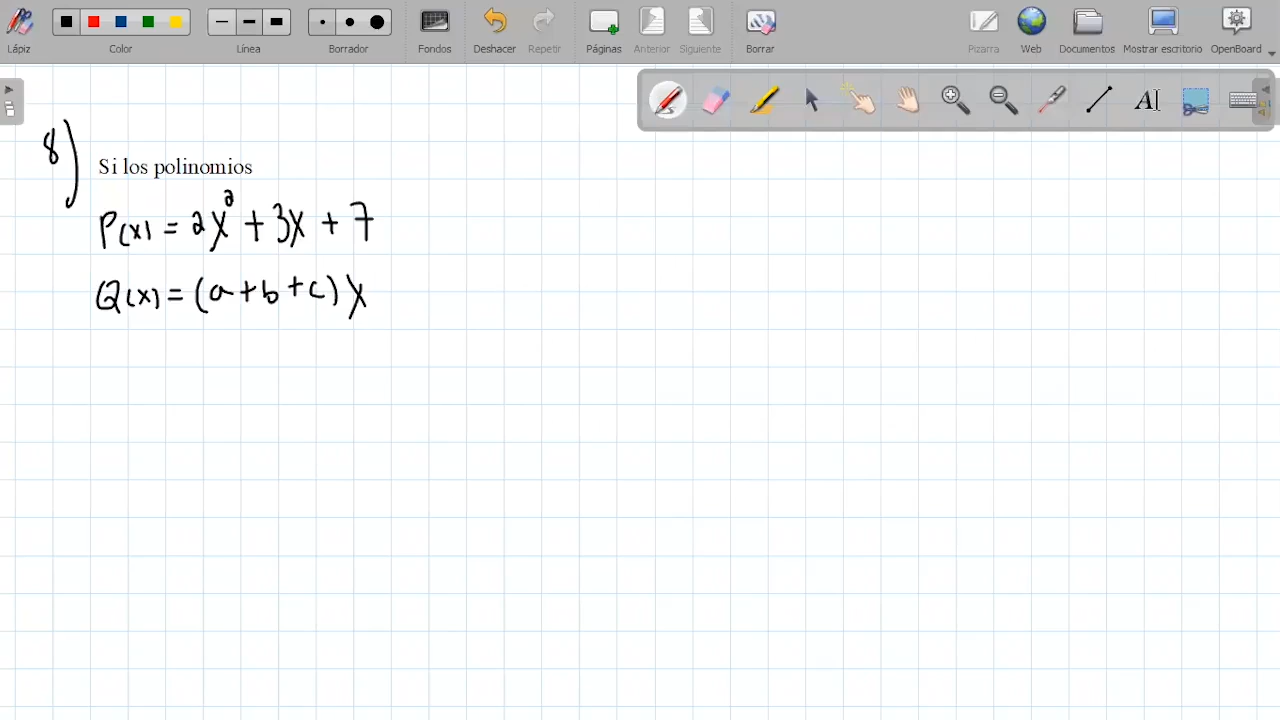 Lápiz Color Línea Borrador Fondos Deshacer Repetir Páginas Anterior Siguiente Borrar Pizarra Web Documentos Mostrar escritorio OpenBoard
A
8)
Si los polinomios
P(x) = 2x² + 3x + 7
Q(x) = (a+b+c)x